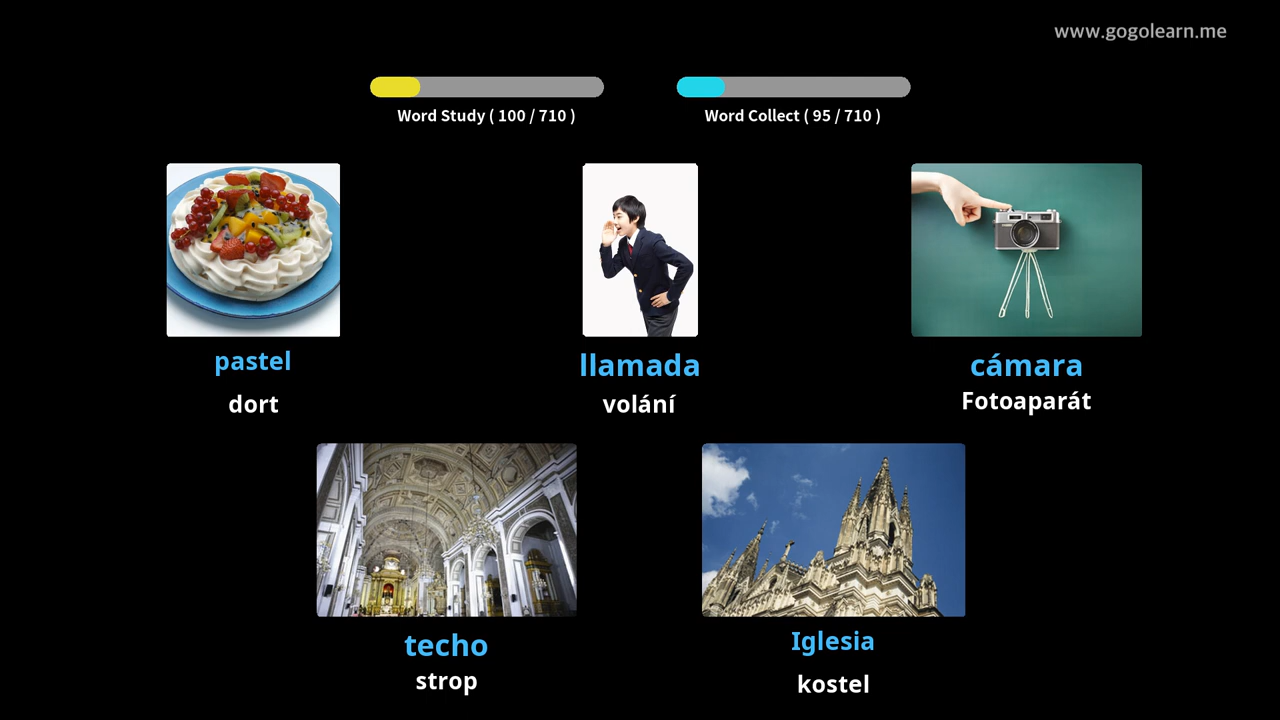 www.gogolearn.me
Word Study ( 100 / 710 )
Word Collect ( 95 / 710 )
pastel
dort
llamada
volání
cámara
Fotoaparát
techo
strop
Iglesia
kostel